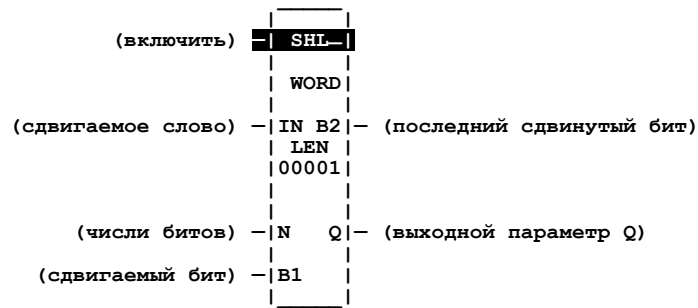 (включить) SHL
WORD
(сдвигаемое слово) IN B2 (последний сдвинутый бит)
LEN
00001
(числи битов) N Q (выходной параметр Q)
(сдвигаемый бит) B1